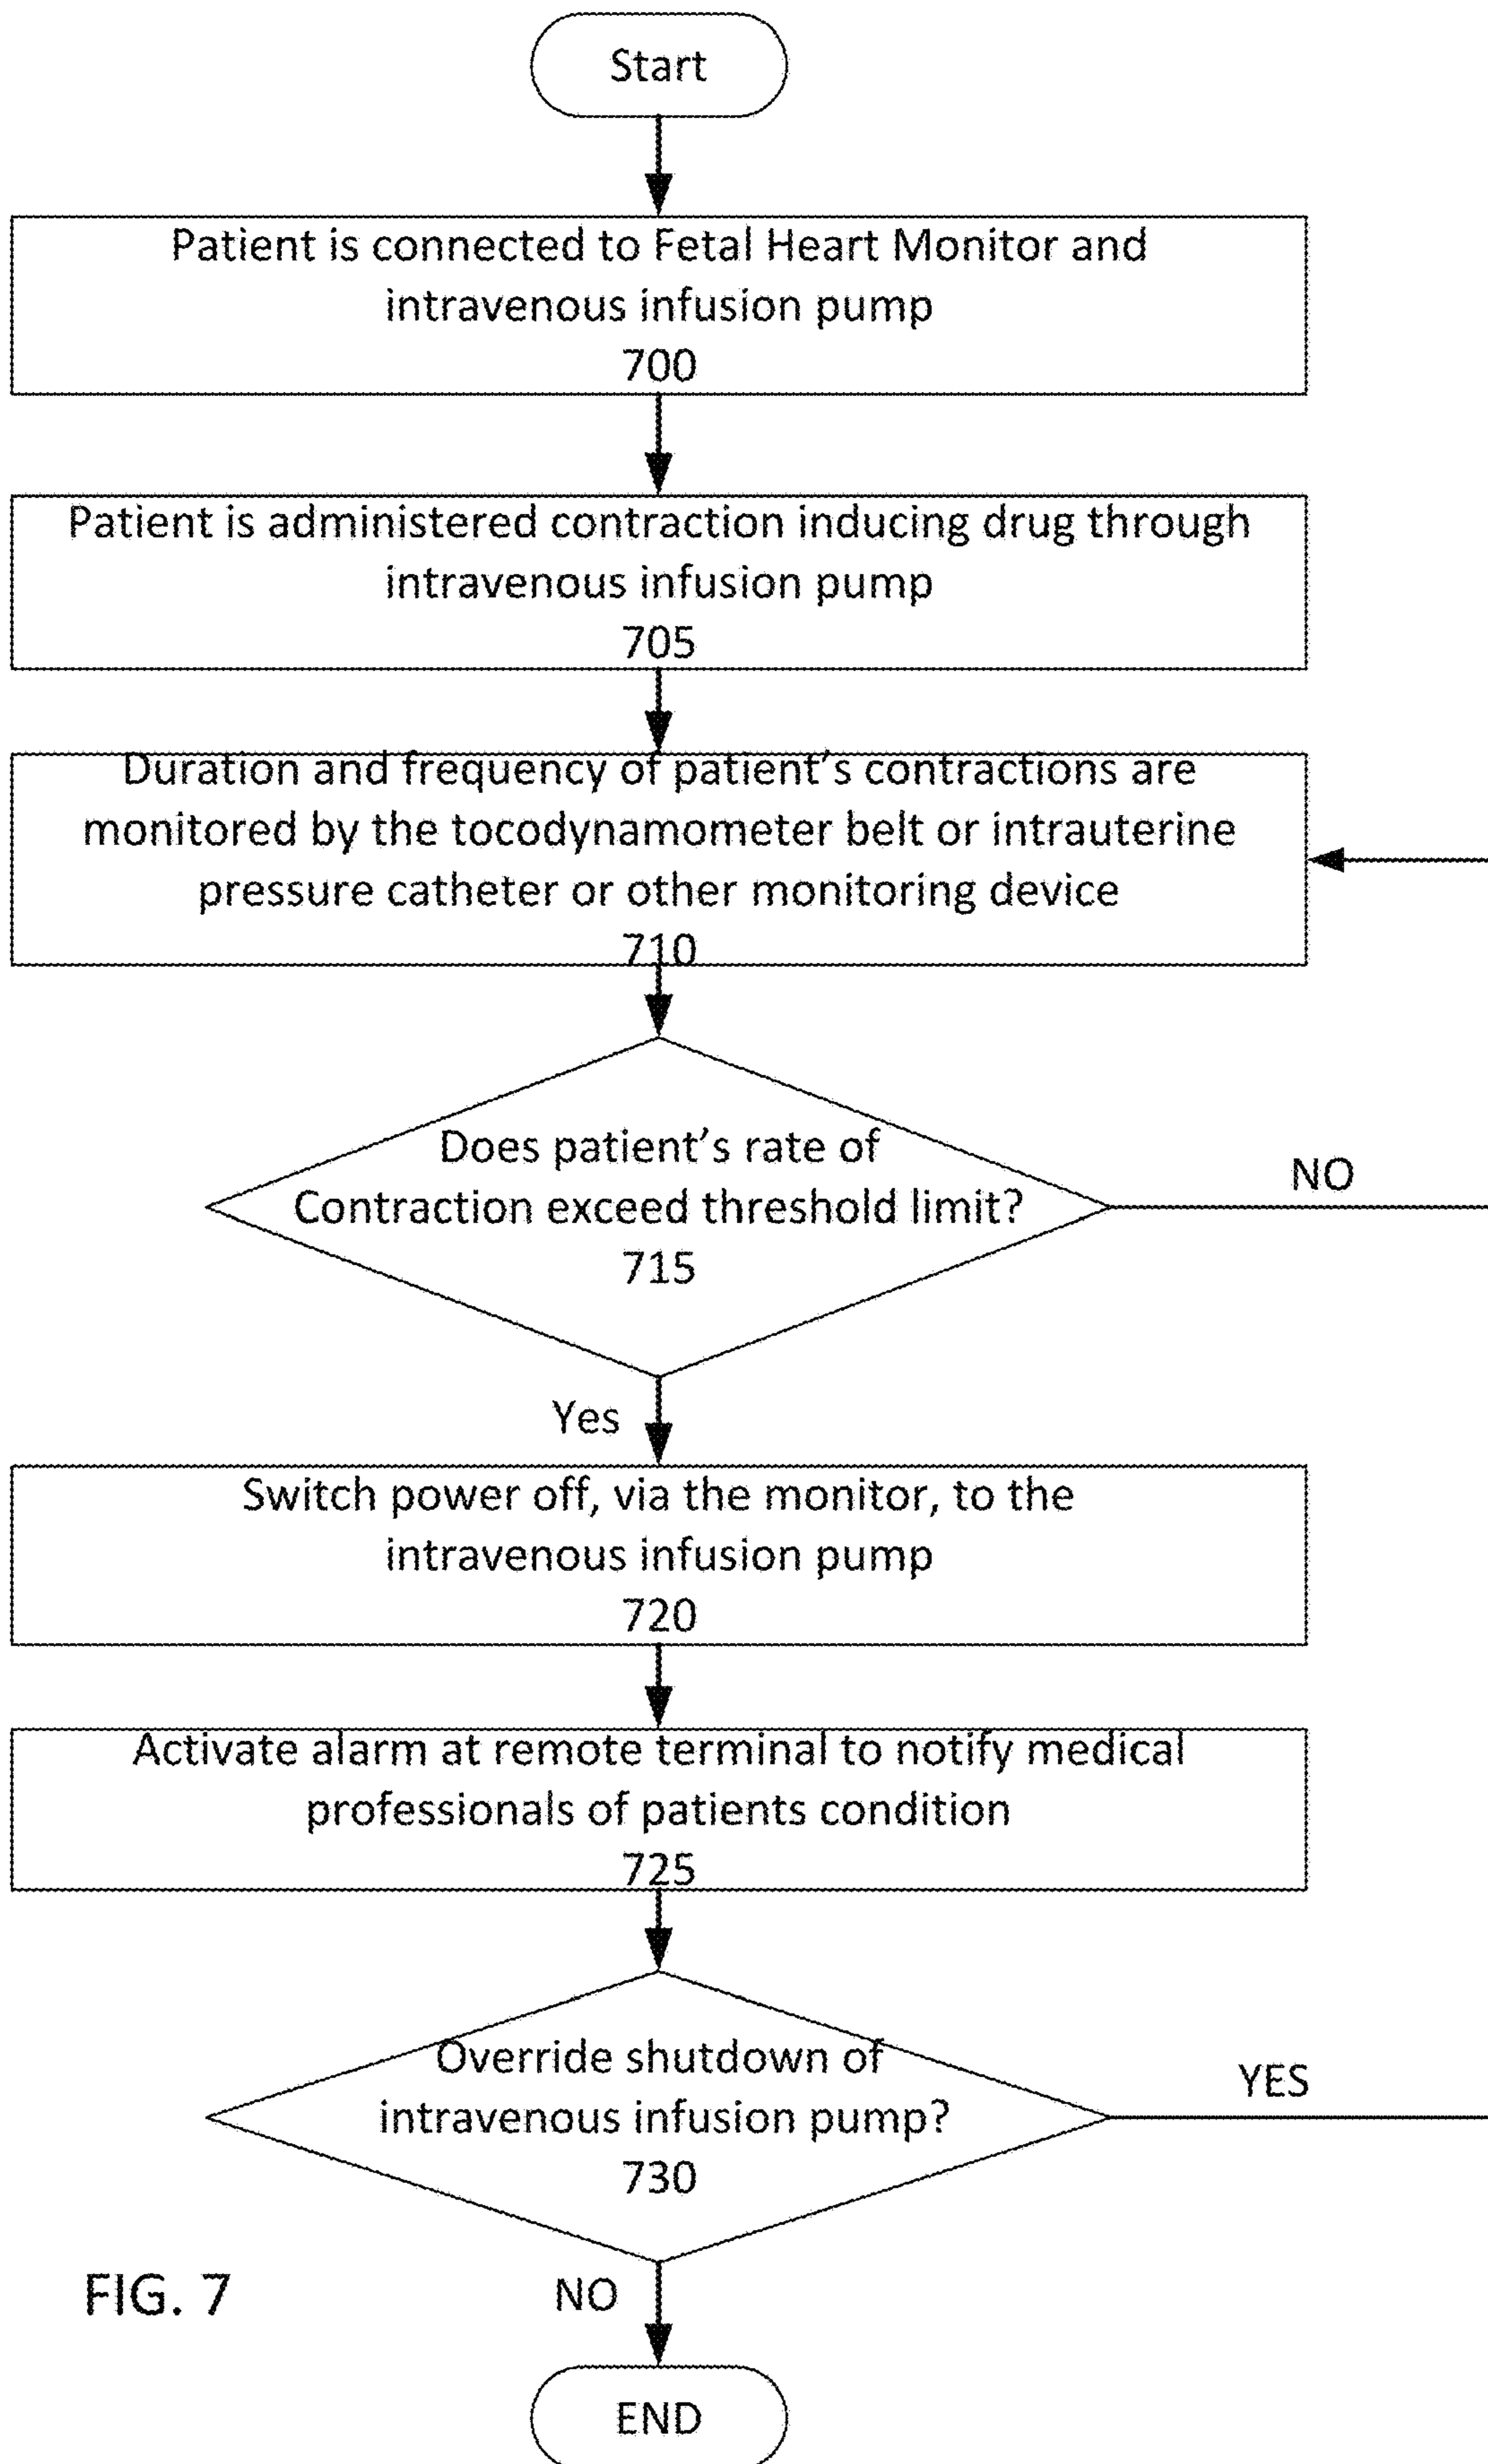 Start
Patient is connected to Fetal Heart Monitor and
intravenous infusion pump
700
Patient is administered contraction inducing drug through
intravenous infusion pump
705
Duration and frequency of patient’s contractions are
monitored by the tocodynamometer belt or intrauterine
pressure catheter or other monitoring device
710
Does patient’s rate of
Contraction exceed threshold limit?
715
NO
Yes
Switch power off, via the monitor, to the
intravenous infusion pump
720
Activate alarm at remote terminal to notify medical
professionals of patients condition
725
Override shutdown of
intravenous infusion pump?
730
YES
FIG. 7
NO
END